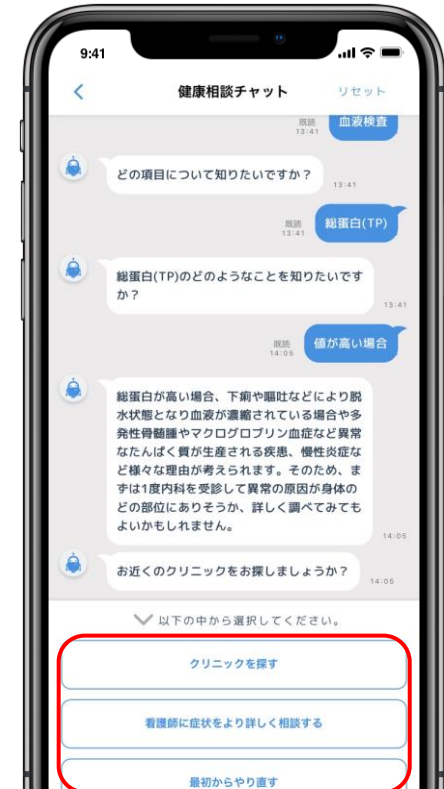 9:41
健康相談チャット
リセット
血液検査
既読
13:41
どの項目について知りたいですか？
13:41
総蛋白(TP)
既読
13:41
総蛋白(TP)のどのようなことを知りたいです
か？
13:41
値が高い場合
既読
14:05
総蛋白が高い場合、下痢や嘔吐などにより脱
水状態となり血液が濃縮されている場合や多
発性骨髄腫やマクログロブリン血症など異常
なたんぱく質が生産される疾患、慢性炎症な
ど様々な理由が考えられます。そのため、ま
ずは1度内科を受診して異常の原因が身体の
どの部位にありそうか、詳しく調べてみても
よいかもしれません。
14:05
お近くのクリニックをお探しましょうか？
14:05
以下の中から選択してください。
クリニックを探す
看護師に症状をより詳しく相談する
最初からやり直す